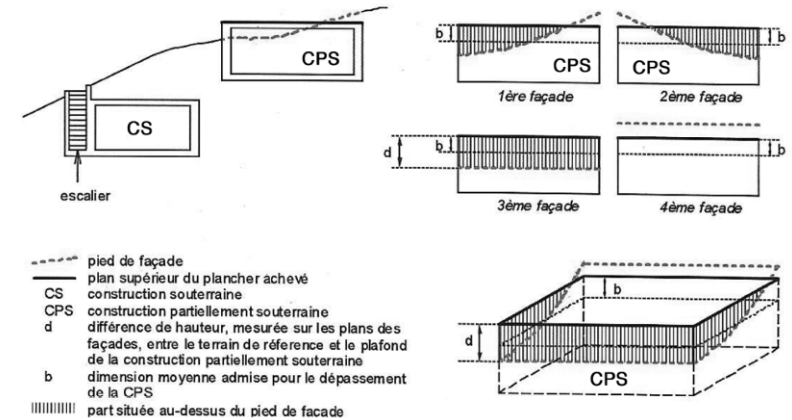 CPS
CS
escalier
b
CPS
1ère façade
b
CPS
2ème façade
d
b
3ème façade
b
4ème façade
pied de façade
plan supérieur du plancher achevé
CS construction souterraine
CPS construction partiellement souterraine
d différence de hauteur, mesurée sur les plans des
façades, entre le terrain de réference et le plafond
de la construction partiellement souterraine
b dimension moyenne admise pour le dépassement
de la CPS
part située au-dessus du pied de facade
b
d
CPS